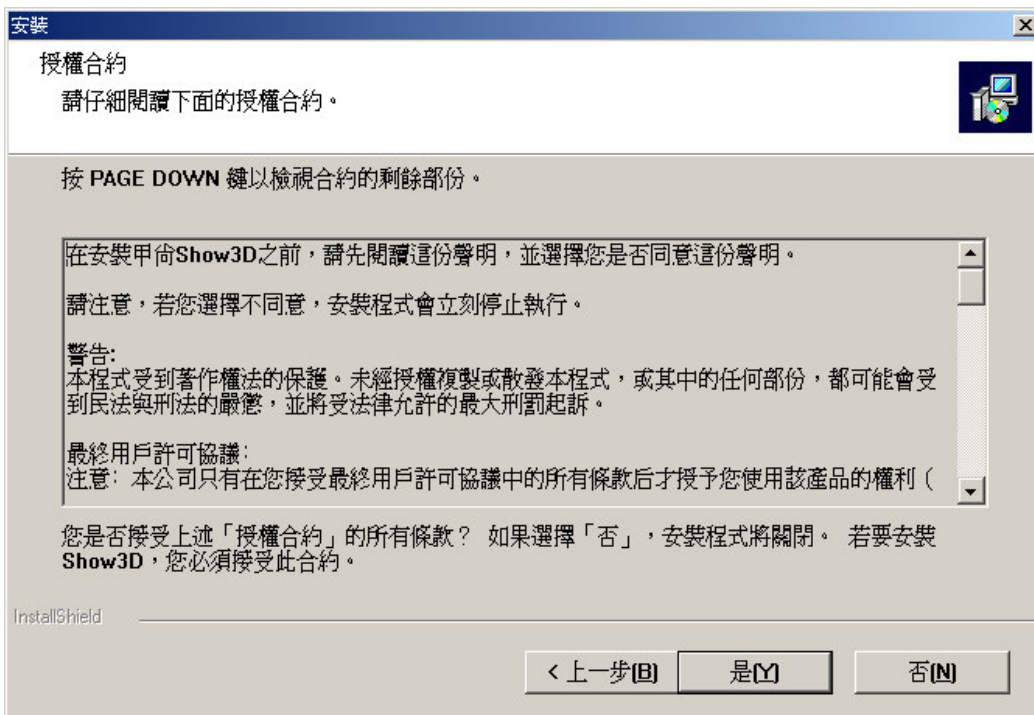 安裝
授權合約
請仔細閱讀下面的授權合約。
按 PAGE DOWN 鍵以檢視合約的剩餘部份。
在安裝甲尚Show3D之前，請先閱讀這份聲明，並選擇您是否同意這份聲明。
請注意，若您選擇不同意，安裝程式會立刻停止執行。
警告:
本程式受到著作權法的保護。未經授權複製或散發本程式，或其中的任何部份，都可能會受
到民法與刑法的嚴懲，並將受法律允許的最大刑罰起訴。
最終用戶許可協議:
注意: 本公司只有在您接受最終用戶許可協議中的所有條款后才授予您使用該產品的權利（
您是否接受上述「授權合約」的所有條款？ 如果選擇「否」，安裝程式將關閉。 若要安裝
Show3D，您必須接受此合約。
InstallShield
< 上一步(B) 是(Y) 否(N)